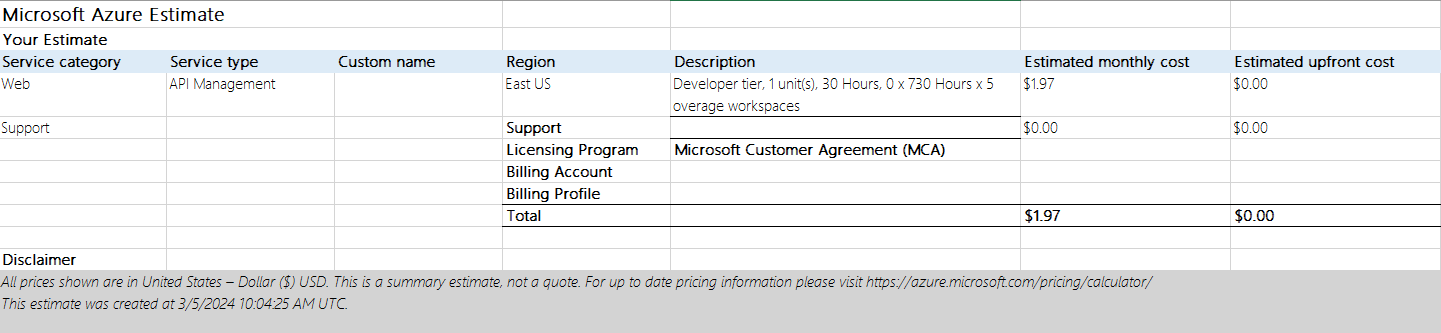 Microsoft Azure Estimate
Your Estimate
Service category Service type Custom name Region Description Estimated monthly cost Estimated upfront cost
Web API Management East US Developer tier, 1 unit(s), 30 Hours, 0 x 730 Hours x 5 $1.97 $0.00
overage workspaces
Support Support $0.00 $0.00
Licensing Program Microsoft Customer Agreement (MCA)
Billing Account
Billing Profile
Total $1.97 $0.00
Disclaimer
All prices shown are in United States – Dollar ($) USD. This is a summary estimate, not a quote. For up to date pricing information please visit https://azure.microsoft.com/pricing/calculator/
This estimate was created at 3/5/2024 10:04:25 AM UTC.